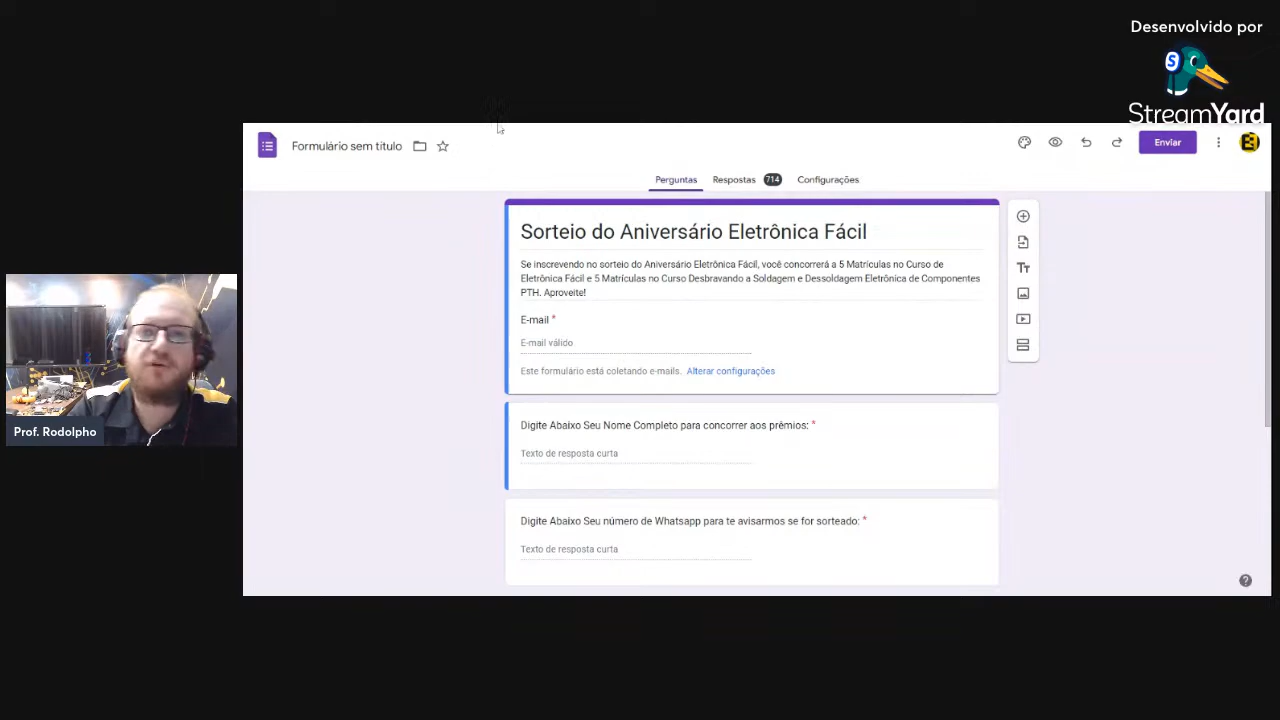 Desenvolvido por
StreamYard
Formulário sem título
Enviar
Perguntas
Respostas 714
Configurações
Sorteio do Aniversário Eletrônica Fácil
Se inscrevendo no sorteio do Aniversário Eletrônica Fácil, você concorrerá a 5 Matrículas no Curso de
Eletrônica Fácil e 5 Matrículas no Curso Desbravando a Soldagem e Dessoldagem Eletrônica de Componentes
PTH. Aproveite!
E-mail *
E-mail válido
Este formulário está coletando e-mails. Alterar configurações
Digite Abaixo Seu Nome Completo para concorrer aos prêmios: *
Texto de resposta curta
Digite Abaixo Seu número de Whatsapp para te avisarmos se for sorteado: *
Texto de resposta curta
Prof. Rodolpho